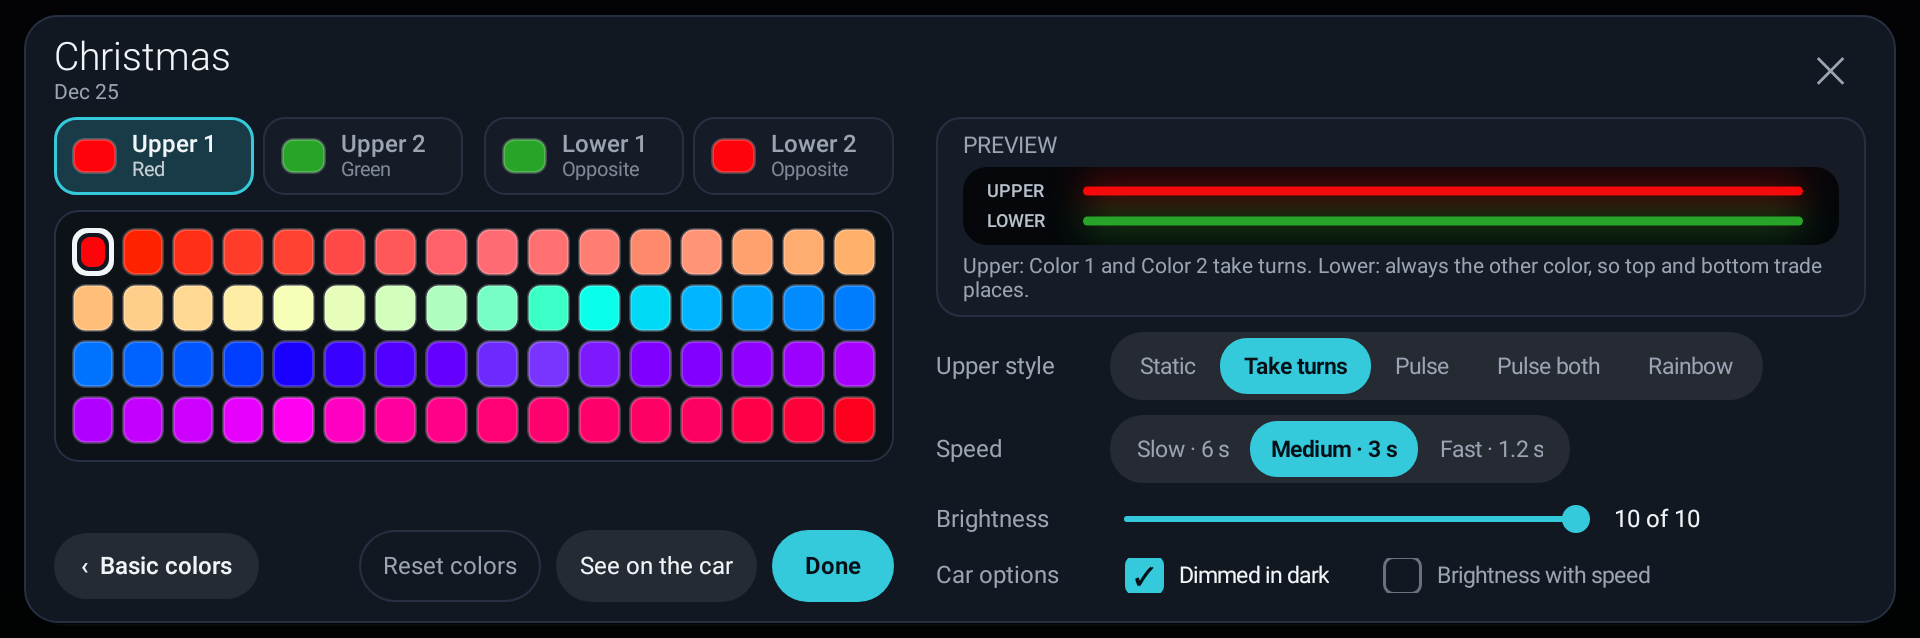 Christmas
Dec 25
Upper 1
Red
Upper 2
Green
Lower 1
Opposite
Lower 2
Opposite
‹ Basic colors
Reset colors
See on the car
Done
PREVIEW
UPPER
LOWER
Upper: Color 1 and Color 2 take turns. Lower: always the other color, so top and bottom trade
places.
Upper style
Static
Take turns
Pulse
Pulse both
Rainbow
Speed
Slow · 6 s
Medium · 3 s
Fast · 1.2 s
Brightness
10 of 10
Car options
Dimmed in dark
Brightness with speed